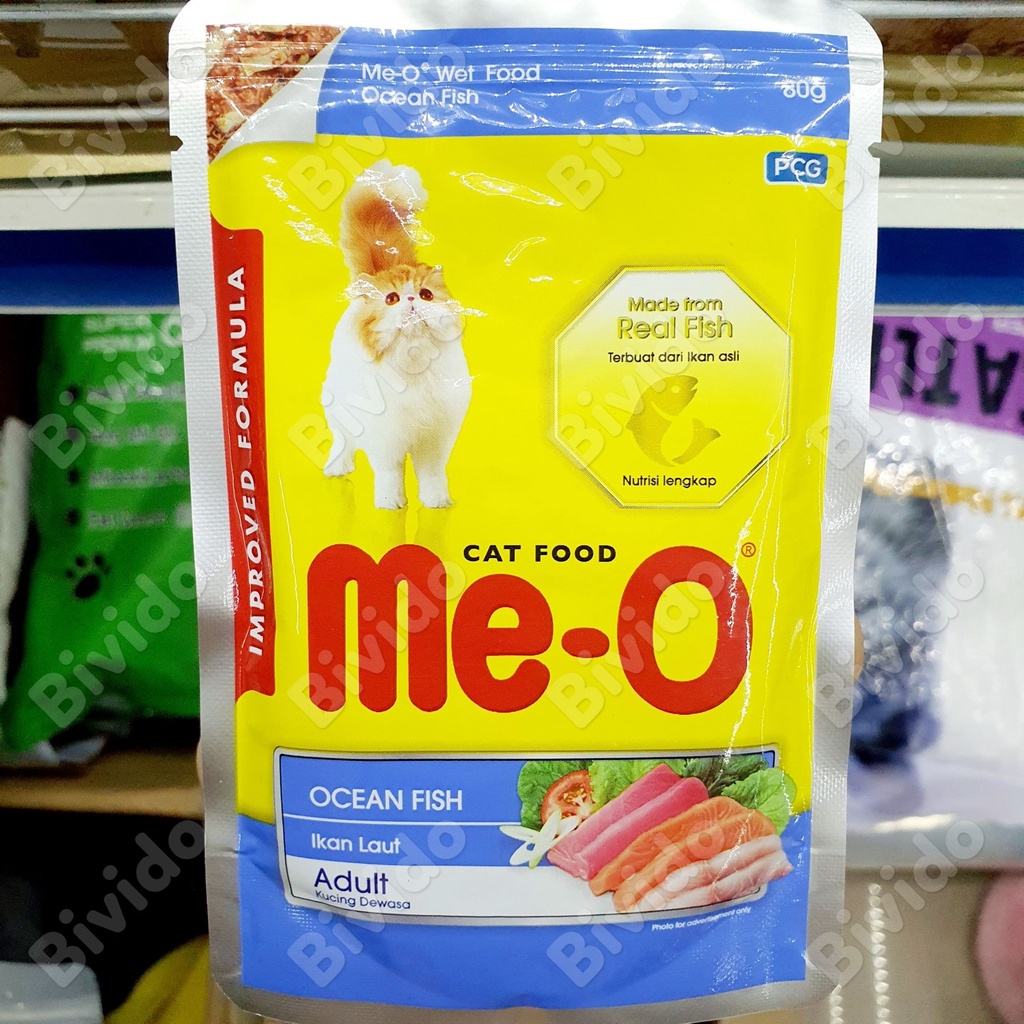 Me-O® Wet Food
Ocean Fish
80g
PCG
IMPROVED FORMULA
Made from
Real Fish
Terbuat dari Ikan asli
Nutrisi lengkap
CAT FOOD
Me-O®
OCEAN FISH
Ikan Laut
Adult
Kucing Dewasa
Photo for advertisement only
Bivido